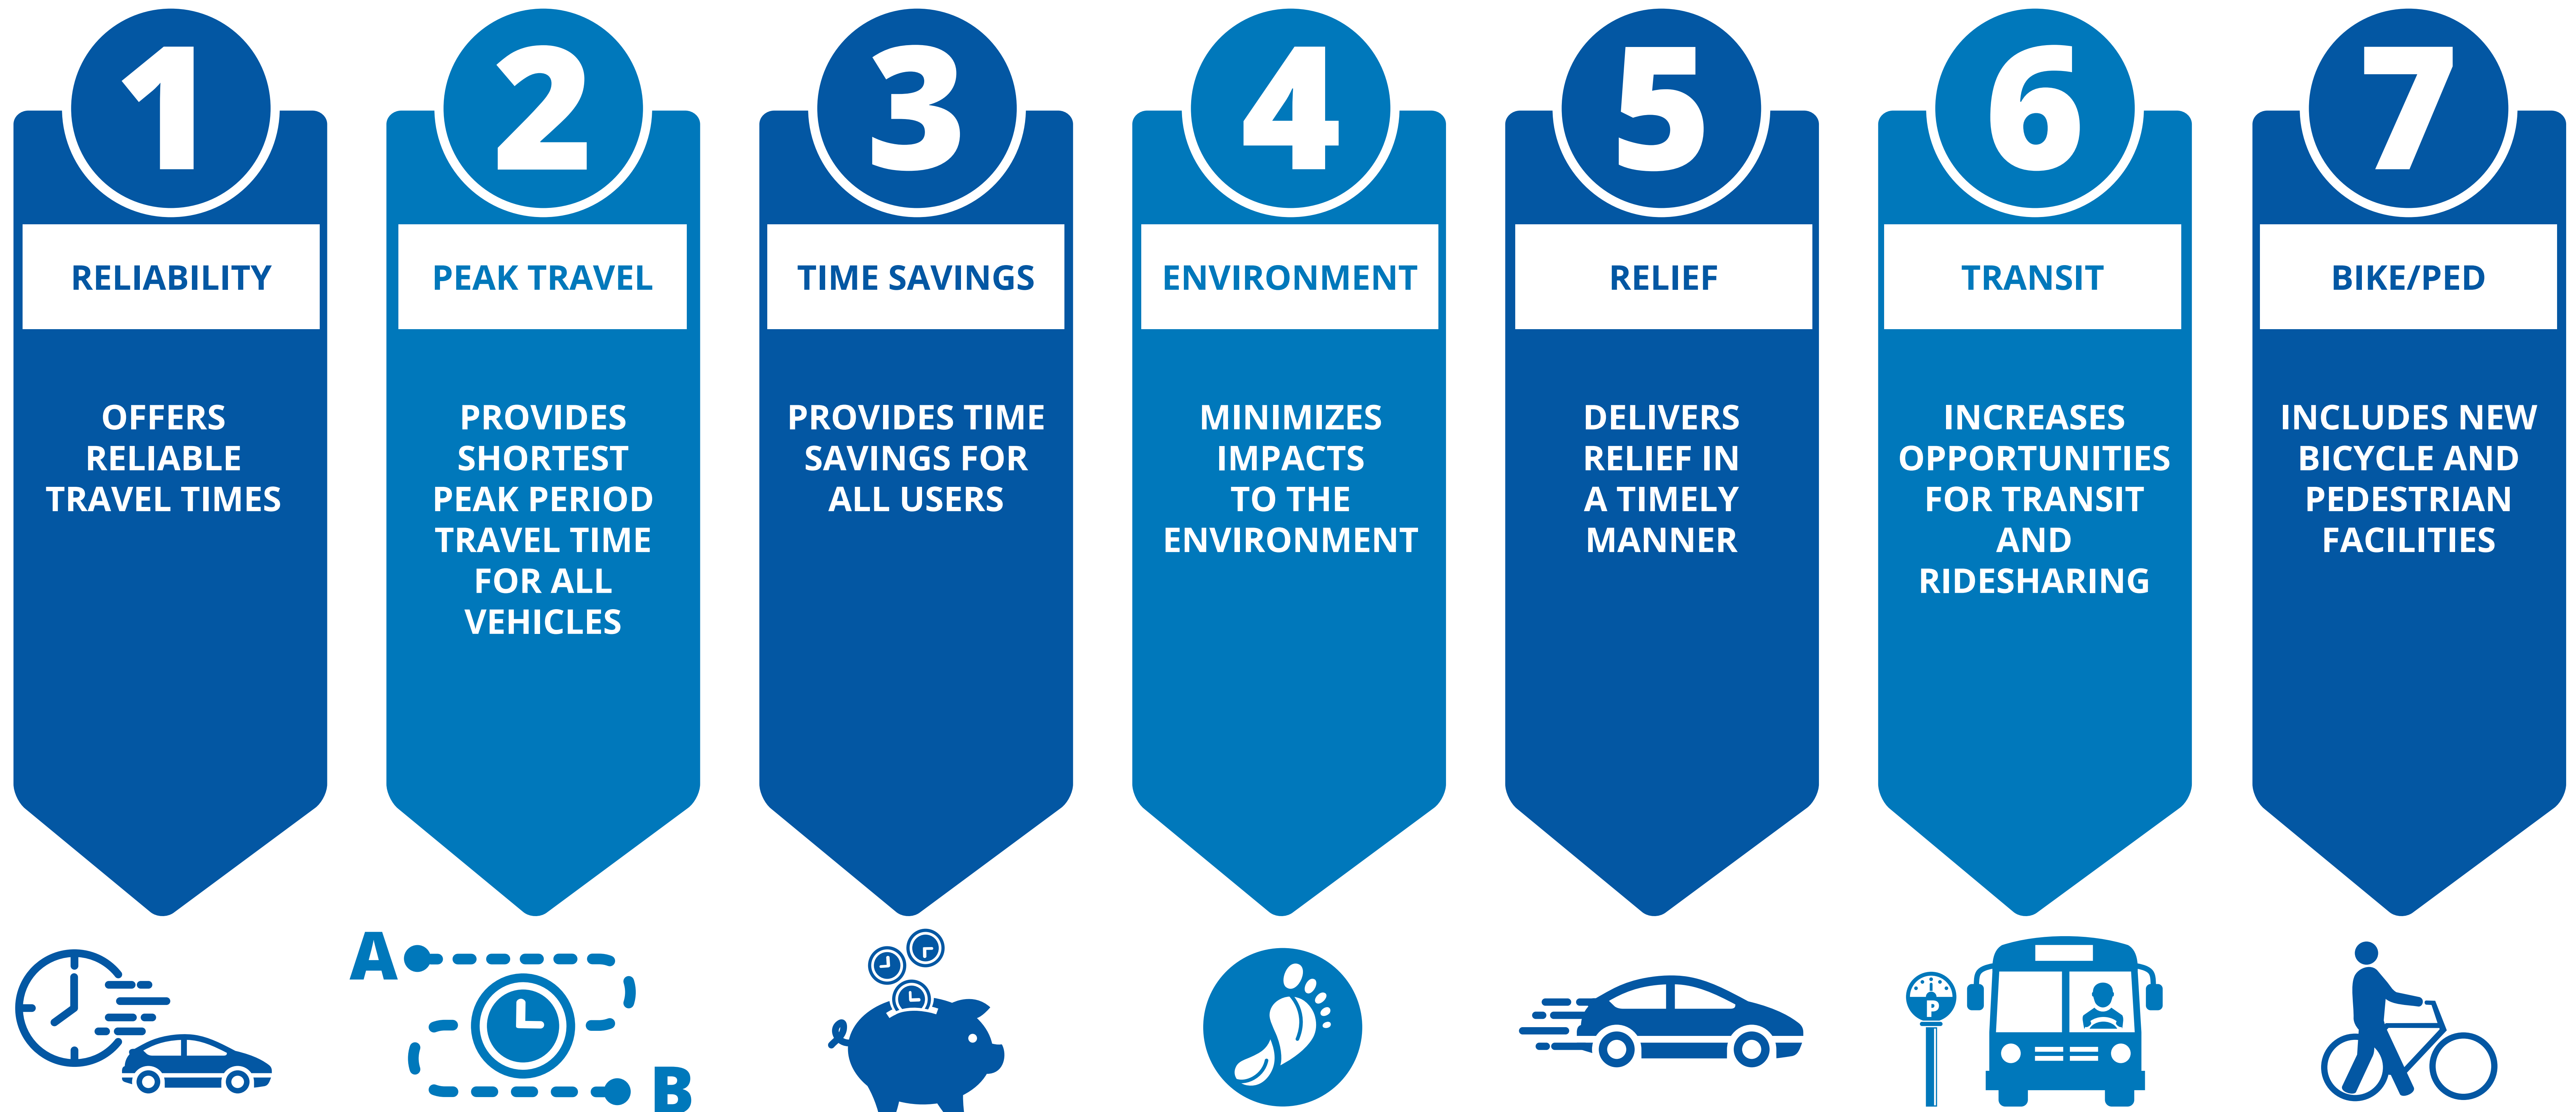 1
RELIABILITY
OFFERS
RELIABLE
TRAVEL TIMES
2
PEAK TRAVEL
PROVIDES
SHORTEST
PEAK PERIOD
TRAVEL TIME
FOR ALL
VEHICLES
A
B
3
TIME SAVINGS
PROVIDES TIME
SAVINGS FOR
ALL USERS
4
ENVIRONMENT
MINIMIZES
IMPACTS
TO THE
ENVIRONMENT
5
RELIEF
DELIVERS
RELIEF IN
A TIMELY
MANNER
6
TRANSIT
INCREASES
OPPORTUNITIES
FOR TRANSIT
AND
RIDESHARING
P
7
BIKE/PED
INCLUDES NEW
BICYCLE AND
PEDESTRIAN
FACILITIES